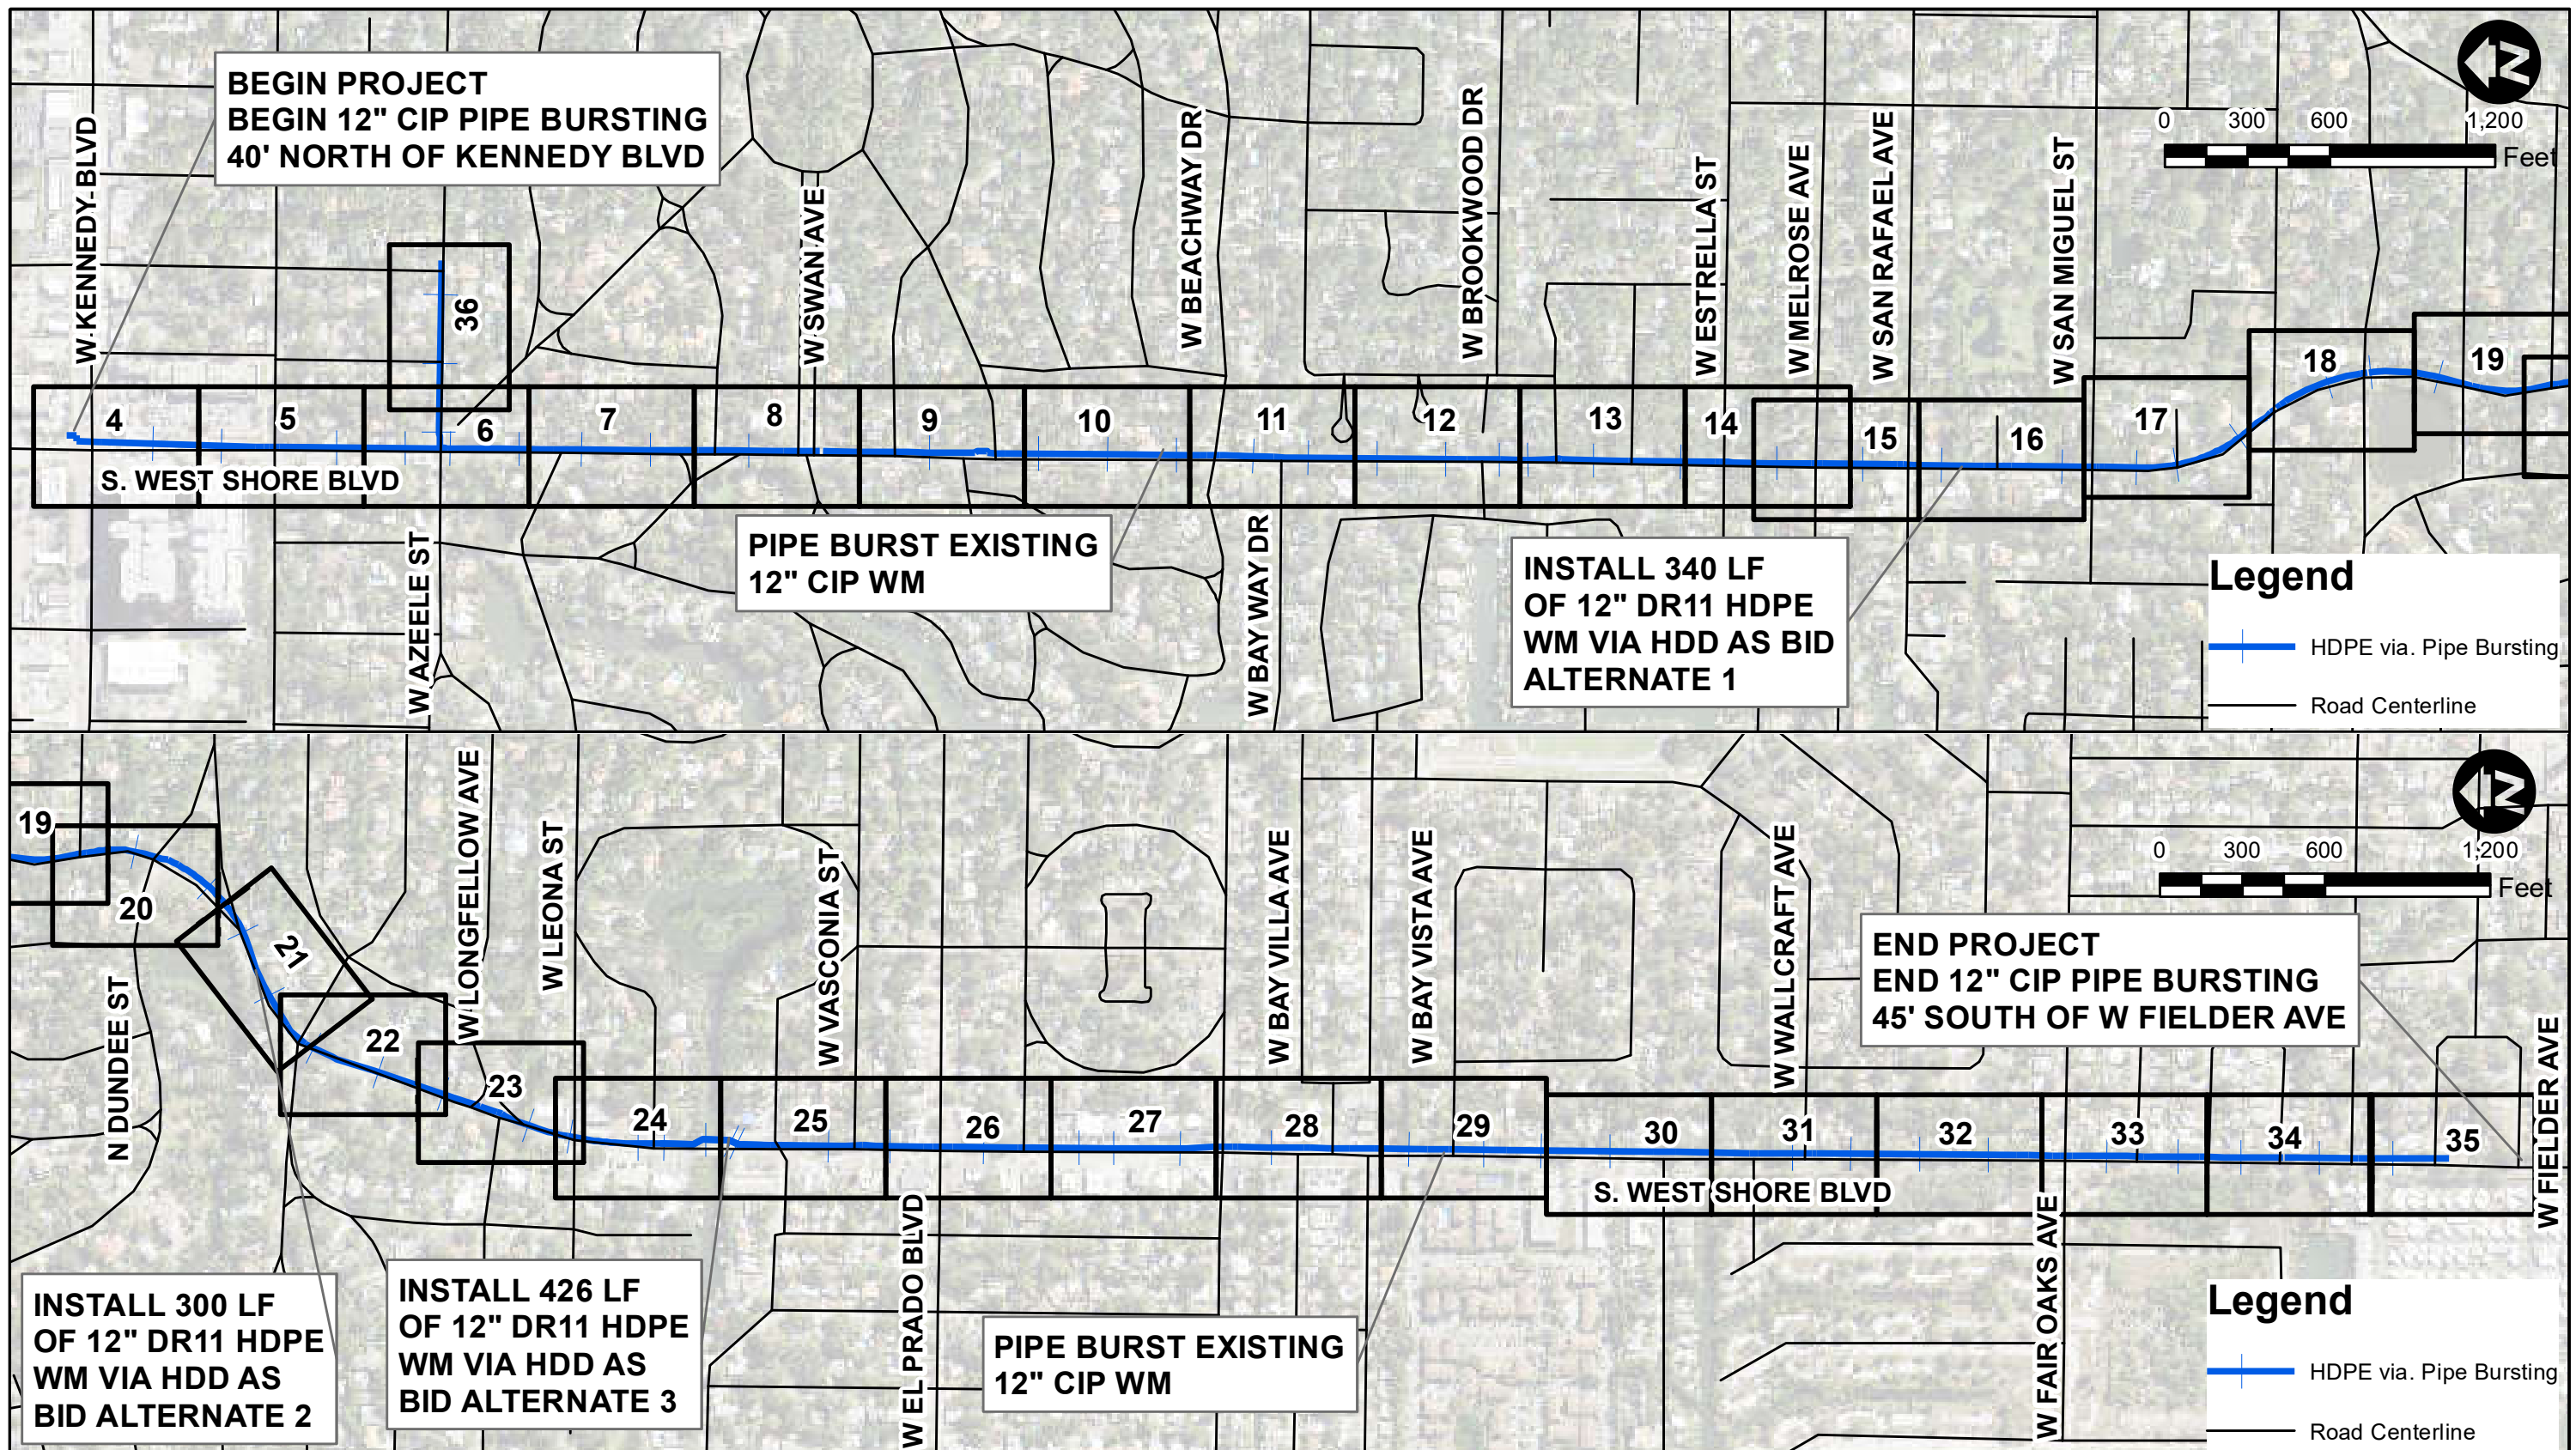 BEGIN PROJECT
BEGIN 12" CIP PIPE BURSTING
40' NORTH OF KENNEDY BLVD
W KENNEDY BLVD
W SWAN AVE
W BEACHWAY DR
W BROOKWOOD DR
W ESTRELLA ST
W MELROSE AVE
W SAN RAFAEL AVE
W SAN MIGUEL ST
N
0 300 600 1,200
Feet
36
4
5
6
7
8
9
10
11
12
13
14
15
16
17
18
19
S. WEST SHORE BLVD
W AZEELE ST
PIPE BURST EXISTING
12" CIP WM
W BAY WAY DR
INSTALL 340 LF
OF 12" DR11 HDPE
WM VIA HDD AS BID
ALTERNATE 1
Legend
HDPE via. Pipe Bursting
Road Centerline
19
20
21
22
23
24
25
26
27
28
29
30
31
32
33
34
35
N DUNDEE ST
W LONGFELLOW AVE
W LEONA ST
W VASCONIA ST
W EL PRADO BLVD
W BAY VILLA AVE
W BAY VISTA AVE
W WALLCRAFT AVE
W FAIR OAKS AVE
W FIELDER AVE
N
0 300 600 1,200
Feet
END PROJECT
END 12" CIP PIPE BURSTING
45' SOUTH OF W FIELDER AVE
S. WEST SHORE BLVD
INSTALL 300 LF
OF 12" DR11 HDPE
WM VIA HDD AS
BID ALTERNATE 2
INSTALL 426 LF
OF 12" DR11 HDPE
WM VIA HDD AS
BID ALTERNATE 3
PIPE BURST EXISTING
12" CIP WM
Legend
HDPE via. Pipe Bursting
Road Centerline